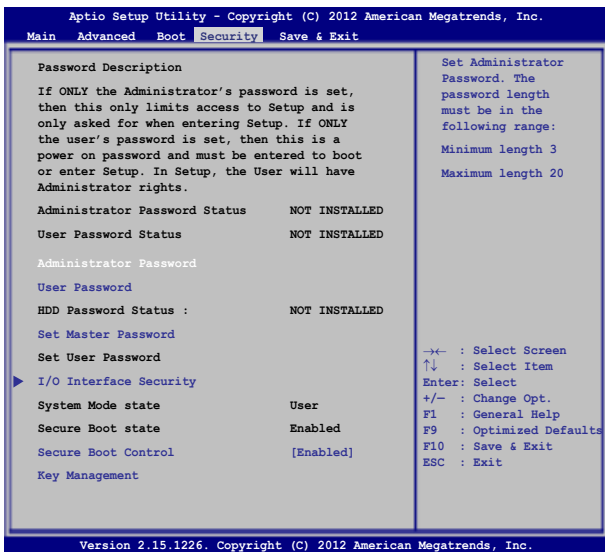 Aptio Setup Utility - Copyright (C) 2012 American Megatrends, Inc.
Main Advanced Boot Security Save & Exit
Password Description
If ONLY the Administrator's password is set,
then this only limits access to Setup and is
only asked for when entering Setup. If ONLY
the user's password is set, then this is a
power on password and must be entered to boot
or enter Setup. In Setup, the User will have
Administrator rights.
Administrator Password Status NOT INSTALLED
User Password Status NOT INSTALLED
Administrator Password
User Password
HDD Password Status : NOT INSTALLED
Set Master Password
Set User Password
I/O Interface Security
System Mode state User
Secure Boot state Enabled
Secure Boot Control [Enabled]
Key Management
Set Administrator
Password. The
password length
must be in the
following range:
Minimum length 3
Maximum length 20
→← : Select Screen
↑↓ : Select Item
Enter: Select
+/— : Change Opt.
F1 : General Help
F9 : Optimized Defaults
F10 : Save & Exit
ESC : Exit
Version 2.15.1226. Copyright (C) 2012 American Megatrends, Inc.